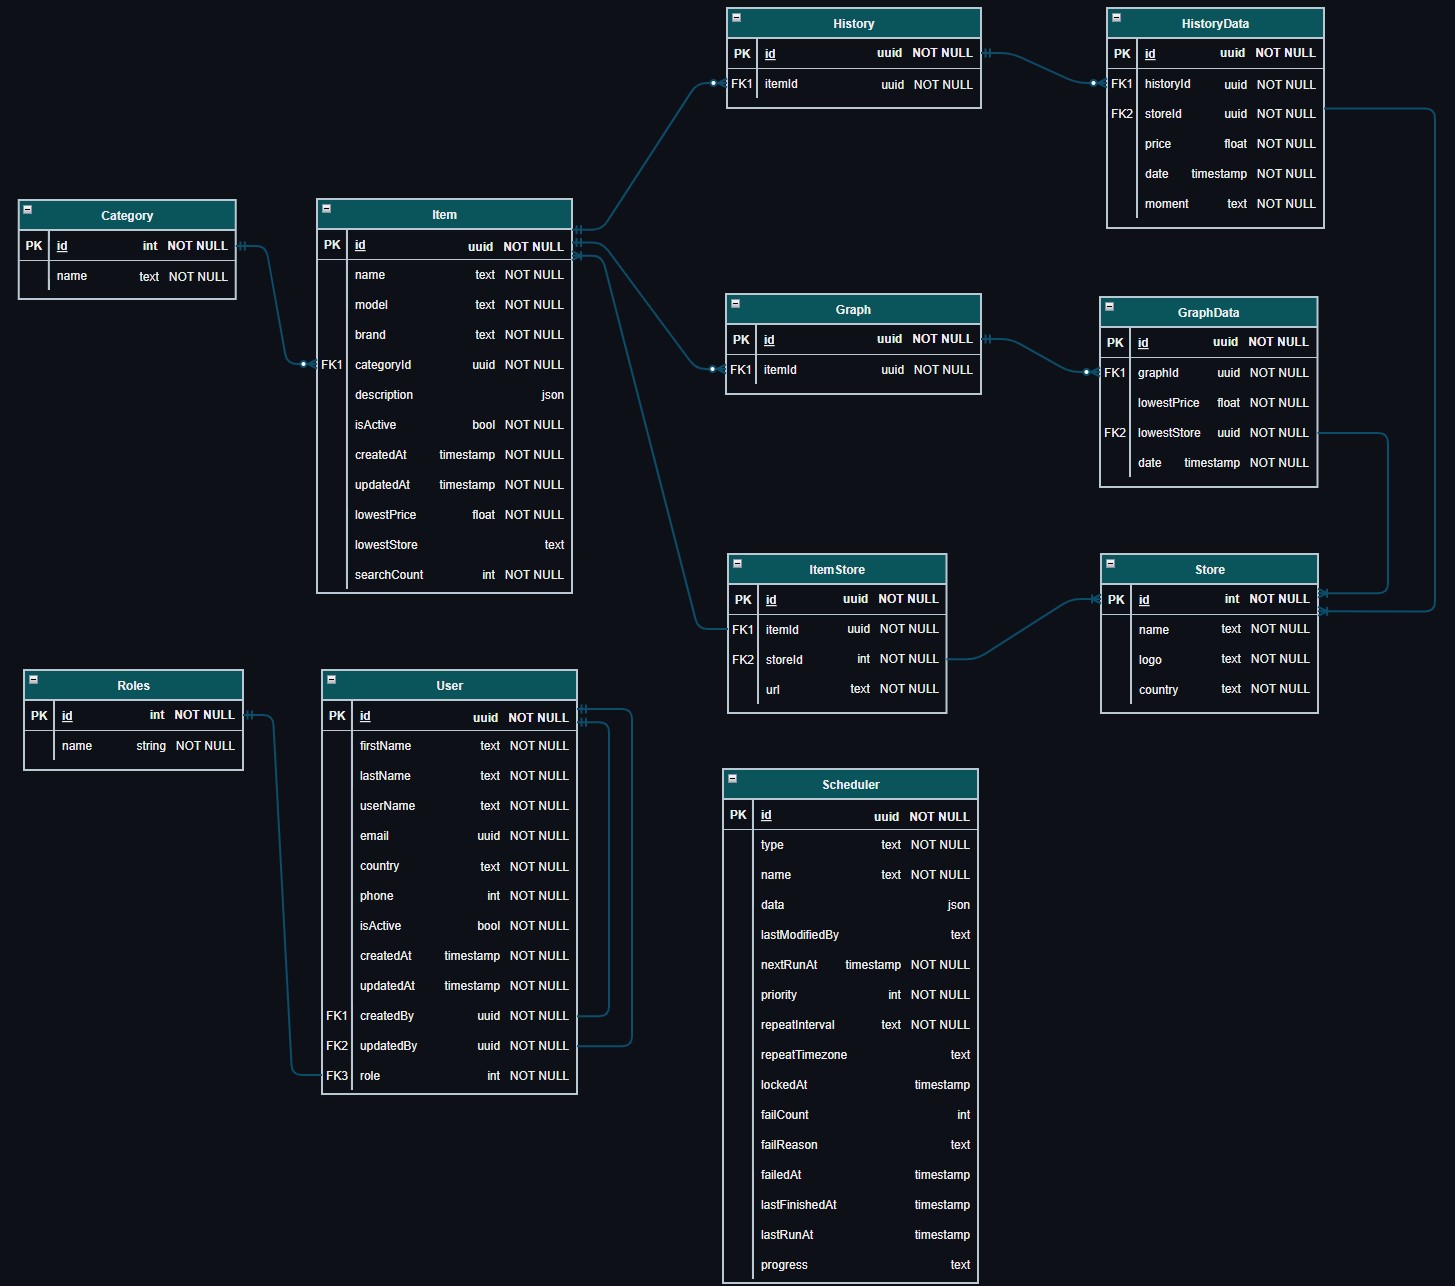 History
PK id uuid NOT NULL
FK1 itemId uuid NOT NULL
HistoryData
PK id uuid NOT NULL
FK1 historyId uuid NOT NULL
FK2 storeId uuid NOT NULL
price float NOT NULL
date timestamp NOT NULL
moment text NOT NULL
Category
PK id int NOT NULL
name text NOT NULL
Item
PK id uuid NOT NULL
name text NOT NULL
model text NOT NULL
brand text NOT NULL
FK1 categoryId uuid NOT NULL
description json
isActive bool NOT NULL
createdAt timestamp NOT NULL
updatedAt timestamp NOT NULL
lowestPrice float NOT NULL
lowestStore text
searchCount int NOT NULL
Graph
PK id uuid NOT NULL
FK1 itemId uuid NOT NULL
GraphData
PK id uuid NOT NULL
FK1 graphId uuid NOT NULL
lowestPrice float NOT NULL
FK2 lowestStore uuid NOT NULL
date timestamp NOT NULL
ItemStore
PK id uuid NOT NULL
FK1 itemId uuid NOT NULL
FK2 storeId int NOT NULL
url text NOT NULL
Store
PK id int NOT NULL
name text NOT NULL
logo text NOT NULL
country text NOT NULL
Roles
PK id int NOT NULL
name string NOT NULL
User
PK id uuid NOT NULL
firstName text NOT NULL
lastName text NOT NULL
userName text NOT NULL
email uuid NOT NULL
country text NOT NULL
phone int NOT NULL
isActive bool NOT NULL
createdAt timestamp NOT NULL
updatedAt timestamp NOT NULL
FK1 createdBy uuid NOT NULL
FK2 updatedBy uuid NOT NULL
FK3 role int NOT NULL
Scheduler
PK id uuid NOT NULL
type text NOT NULL
name text NOT NULL
data json
lastModifiedBy text
nextRunAt timestamp NOT NULL
priority int NOT NULL
repeatInterval text NOT NULL
repeatTimezone text
lockedAt timestamp
failCount int
failReason text
failedAt timestamp
lastFinishedAt timestamp
lastRunAt timestamp
progress text